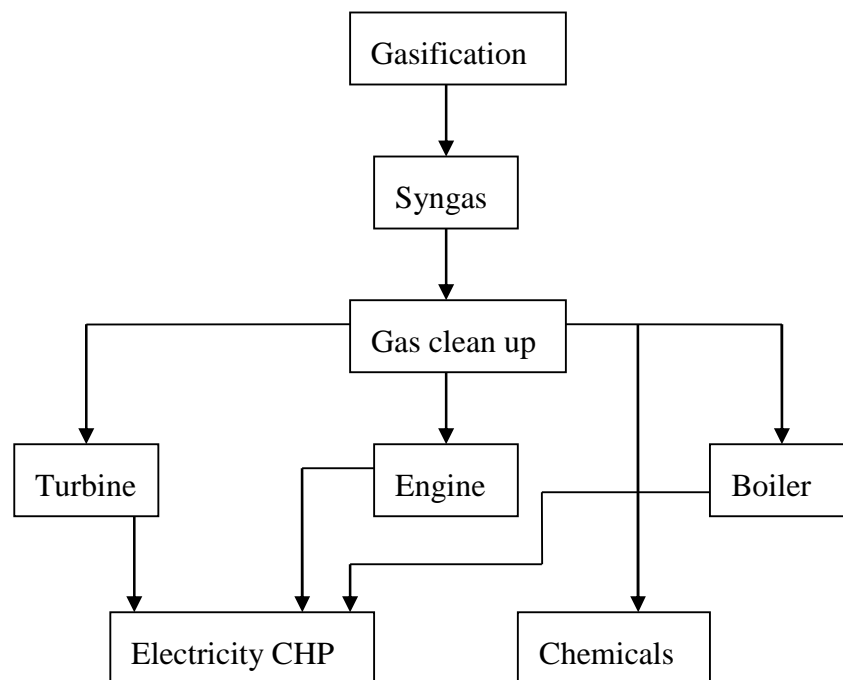 Gasification
Syngas
Gas clean up
Turbine
Engine
Boiler
Electricity CHP
Chemicals